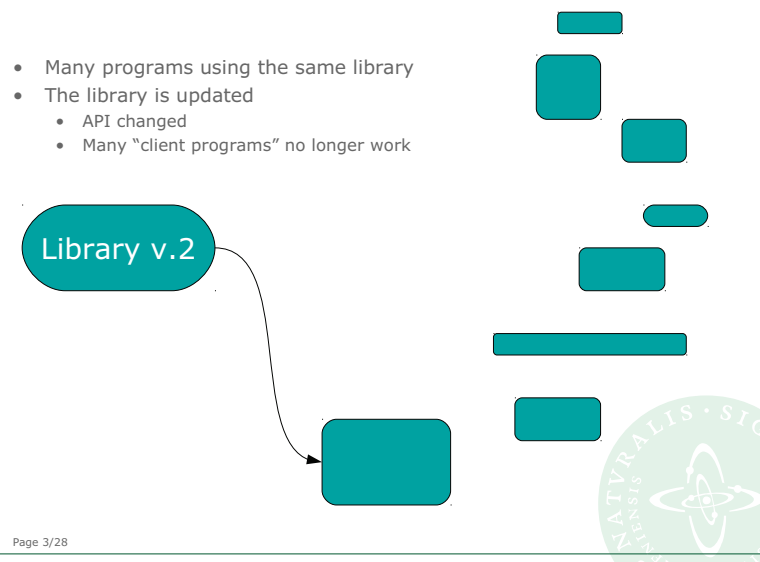 • Many programs using the same library
• The library is updated
• API changed
• Many “client programs” no longer work
Library v.2
Page 3/28